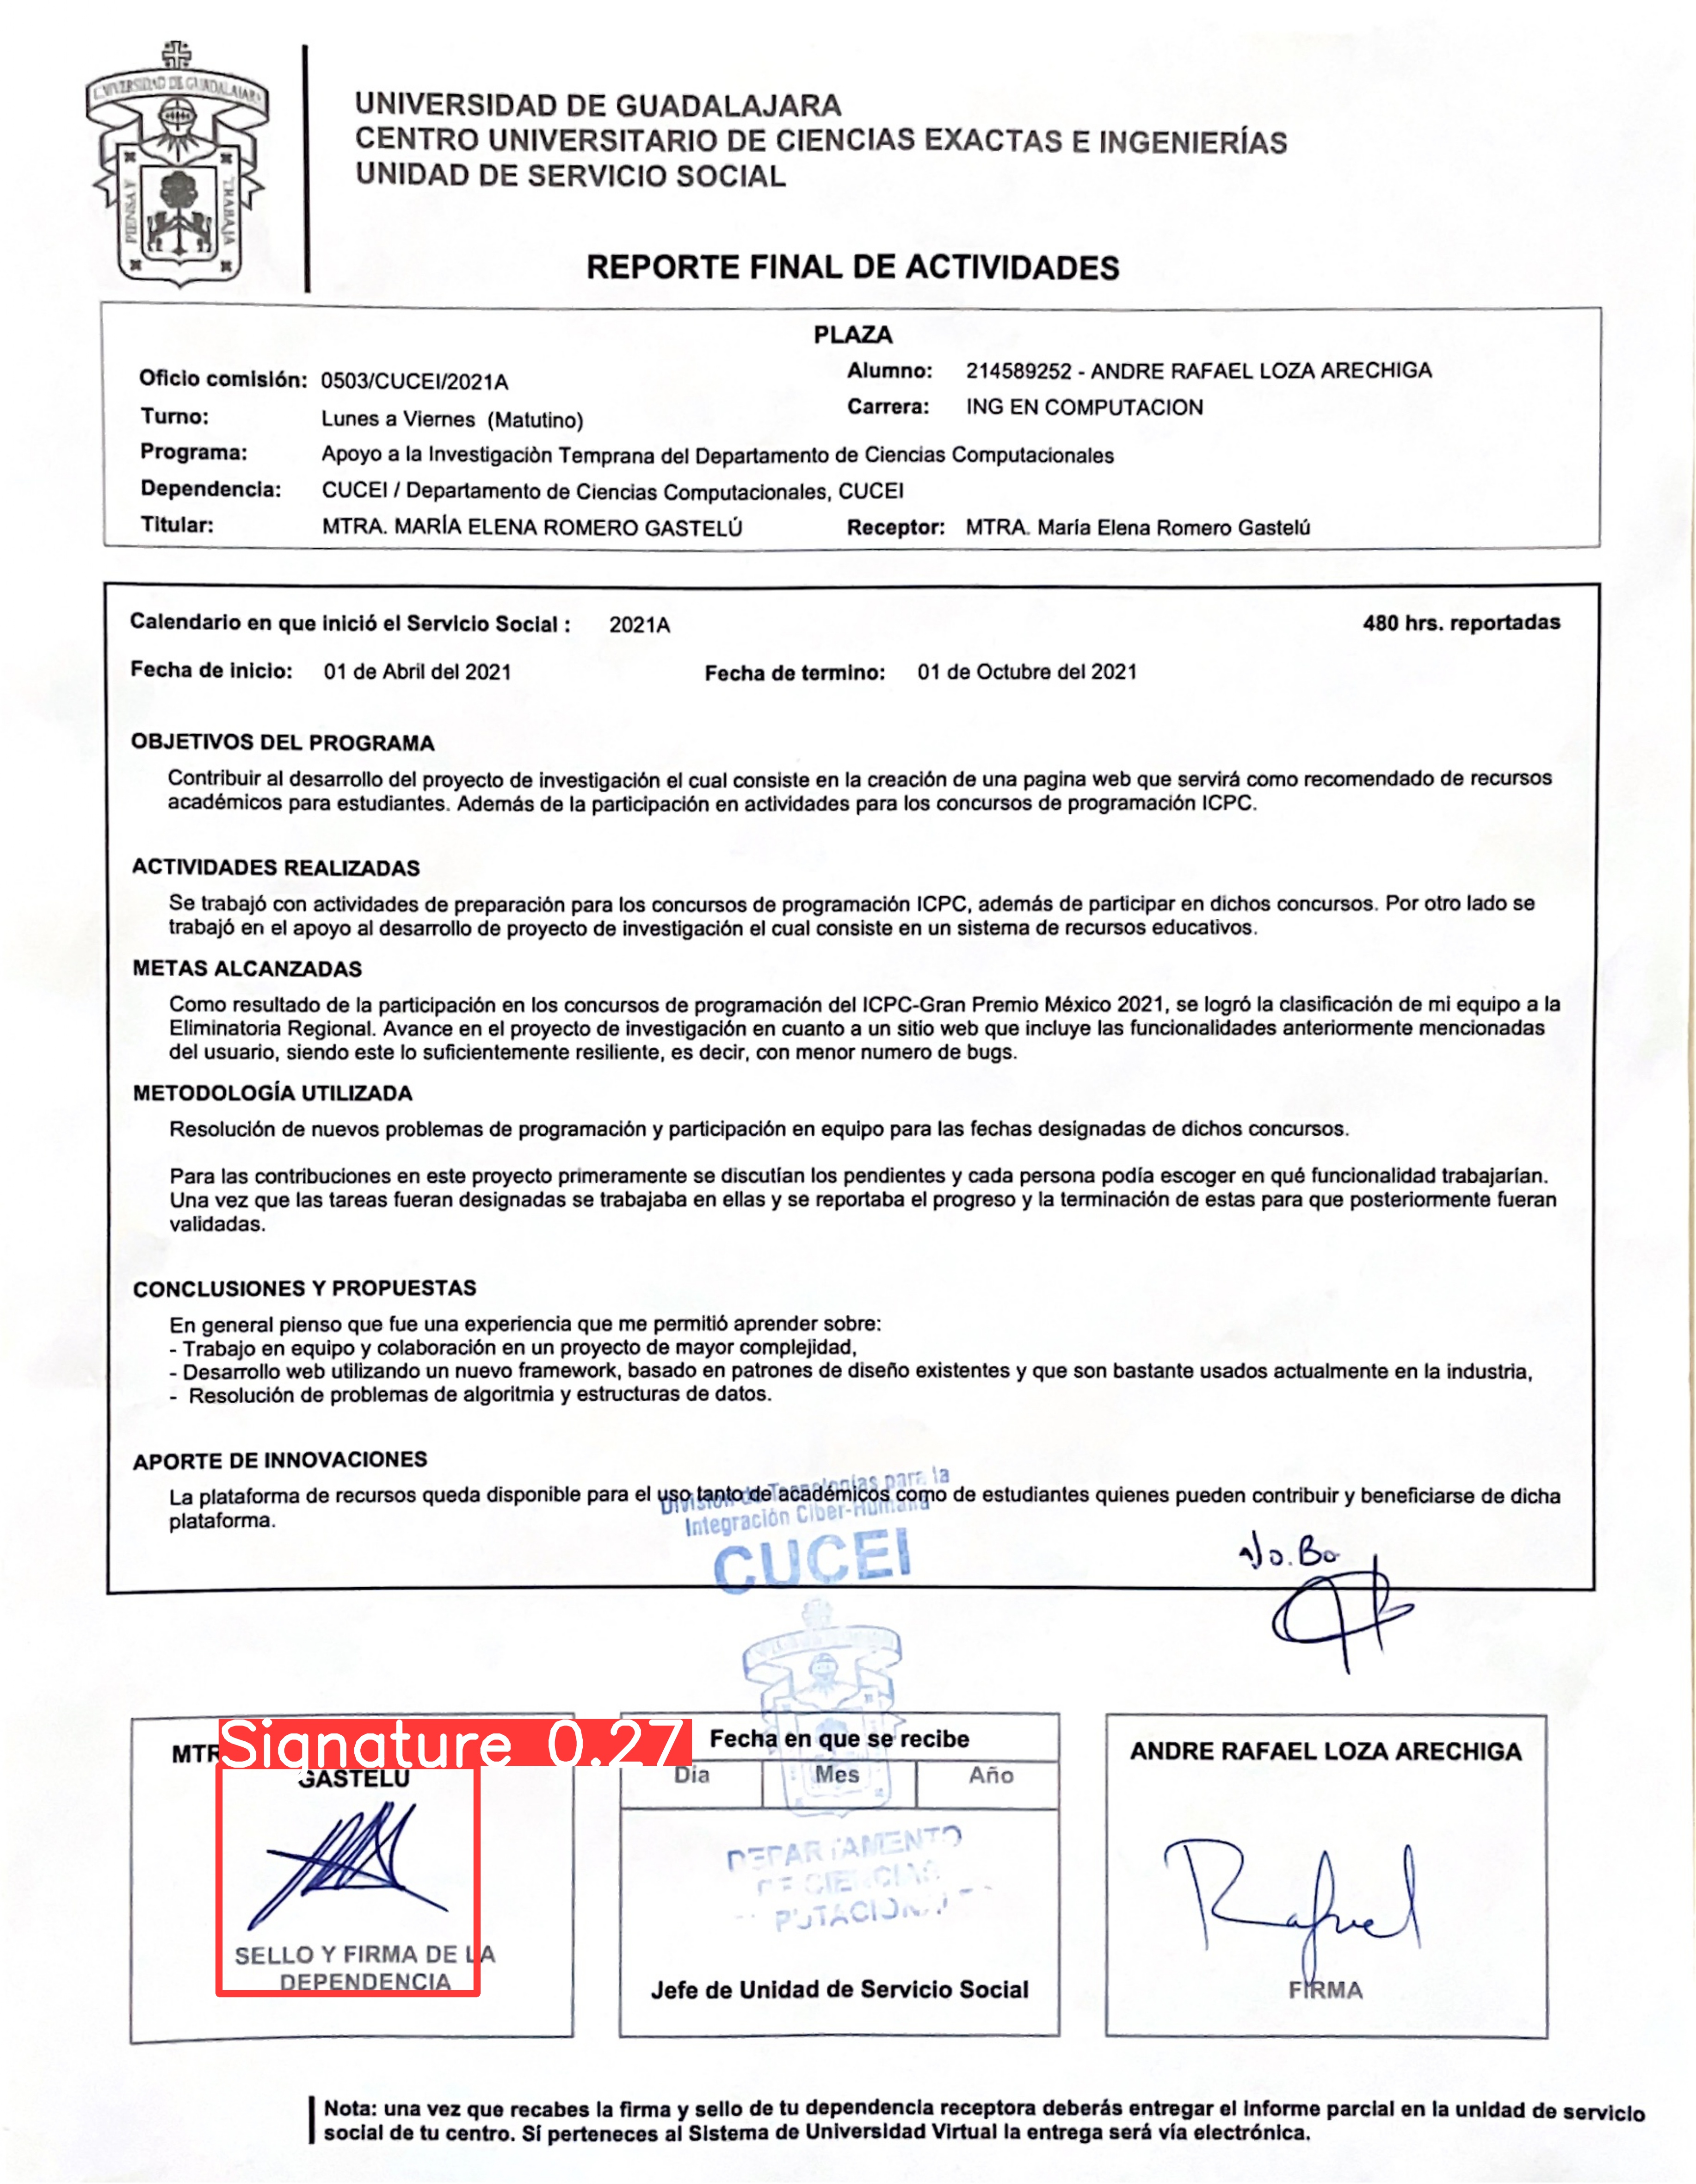 UNIVERSIDAD DE GUADALAJARA
PIENSA Y
TRABAJA
UNIVERSIDAD DE GUADALAJARA
CENTRO UNIVERSITARIO DE CIENCIAS EXACTAS E INGENIERÍAS
UNIDAD DE SERVICIO SOCIAL
REPORTE FINAL DE ACTIVIDADES
PLAZA
Oficio comisión: 0503/CUCEI/2021A Alumno: 214589252 - ANDRE RAFAEL LOZA ARECHIGA
Turno: Lunes a Viernes (Matutino) Carrera: ING EN COMPUTACION
Programa: Apoyo a la Investigaciòn Temprana del Departamento de Ciencias Computacionales
Dependencia: CUCEI / Departamento de Ciencias Computacionales, CUCEI
Titular: MTRA. MARÍA ELENA ROMERO GASTELÚ Receptor: MTRA. María Elena Romero Gastelú
Calendario en que inició el Servicio Social : 2021A 480 hrs. reportadas
Fecha de inicio: 01 de Abril del 2021 Fecha de termino: 01 de Octubre del 2021
OBJETIVOS DEL PROGRAMA
Contribuir al desarrollo del proyecto de investigación el cual consiste en la creación de una pagina web que servirá como recomendado de recursos
académicos para estudiantes. Además de la participación en actividades para los concursos de programación ICPC.
ACTIVIDADES REALIZADAS
Se trabajó con actividades de preparación para los concursos de programación ICPC, además de participar en dichos concursos. Por otro lado se
trabajó en el apoyo al desarrollo de proyecto de investigación el cual consiste en un sistema de recursos educativos.
METAS ALCANZADAS
Como resultado de la participación en los concursos de programación del ICPC-Gran Premio México 2021, se logró la clasificación de mi equipo a la
Eliminatoria Regional. Avance en el proyecto de investigación en cuanto a un sitio web que incluye las funcionalidades anteriormente mencionadas
del usuario, siendo este lo suficientemente resiliente, es decir, con menor numero de bugs.
METODOLOGÍA UTILIZADA
Resolución de nuevos problemas de programación y participación en equipo para las fechas designadas de dichos concursos.
Para las contribuciones en este proyecto primeramente se discutían los pendientes y cada persona podía escoger en qué funcionalidad trabajarían.
Una vez que las tareas fueran designadas se trabajaba en ellas y se reportaba el progreso y la terminación de estas para que posteriormente fueran
validadas.
CONCLUSIONES Y PROPUESTAS
En general pienso que fue una experiencia que me permitió aprender sobre:
- Trabajo en equipo y colaboración en un proyecto de mayor complejidad,
- Desarrollo web utilizando un nuevo framework, basado en patrones de diseño existentes y que son bastante usados actualmente en la industria,
- Resolución de problemas de algoritmia y estructuras de datos.
APORTE DE INNOVACIONES
La plataforma de recursos queda disponible para el uso tanto de académicos como de estudiantes quienes pueden contribuir y beneficiarse de dicha
plataforma.
División de Tecnologías para la
Integración Ciber-Humana
CUCEI
Vo.Bo
MTR
Signature 0.27
GASTELÚ
SELLO Y FIRMA DE LA
DEPENDENCIA
Fecha en que se recibe
Día Mes Año
DEPARTAMENTO
DE CIENCIAS
Jefe de Unidad de Servicio Social
ANDRE RAFAEL LOZA ARECHIGA
Rafael
FIRMA
Nota: una vez que recabes la firma y sello de tu dependencia receptora deberás entregar el informe parcial en la unidad de servicio
social de tu centro. Sí perteneces al Sistema de Universidad Virtual la entrega será vía electrónica.